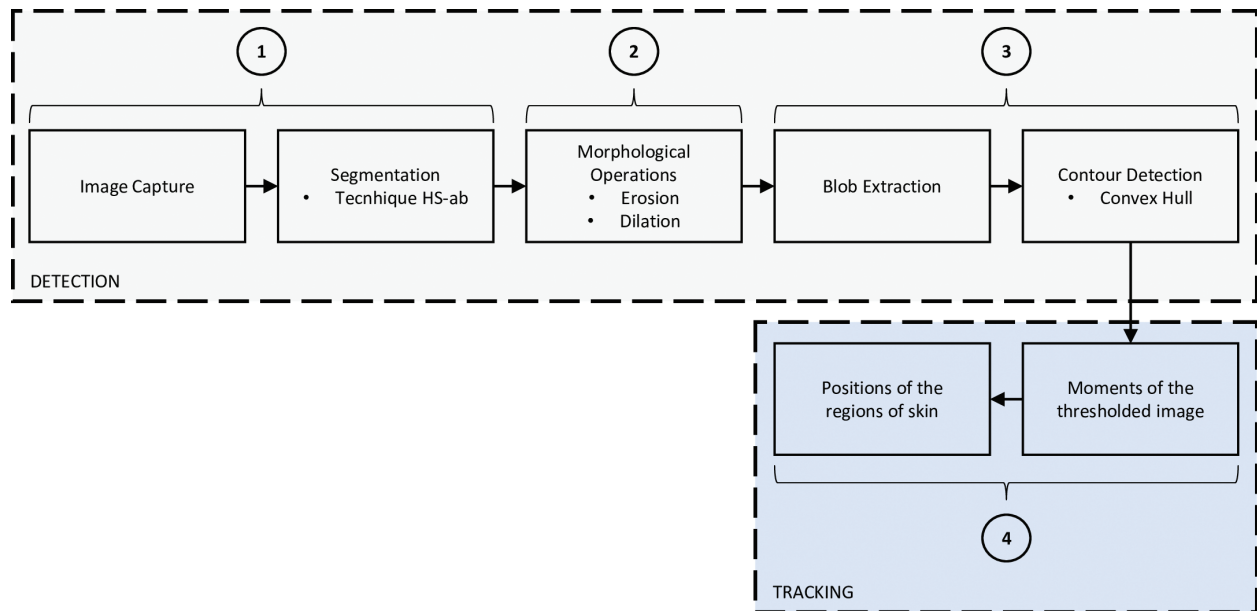 1
2
3
Image Capture
Segmentation
• Tecnhique HS-ab
Morphological
Operations
• Erosion
• Dilation
Blob Extraction
Contour Detection
• Convex Hull
DETECTION
Positions of the
regions of skin
Moments of the
thresholded image
4
TRACKING